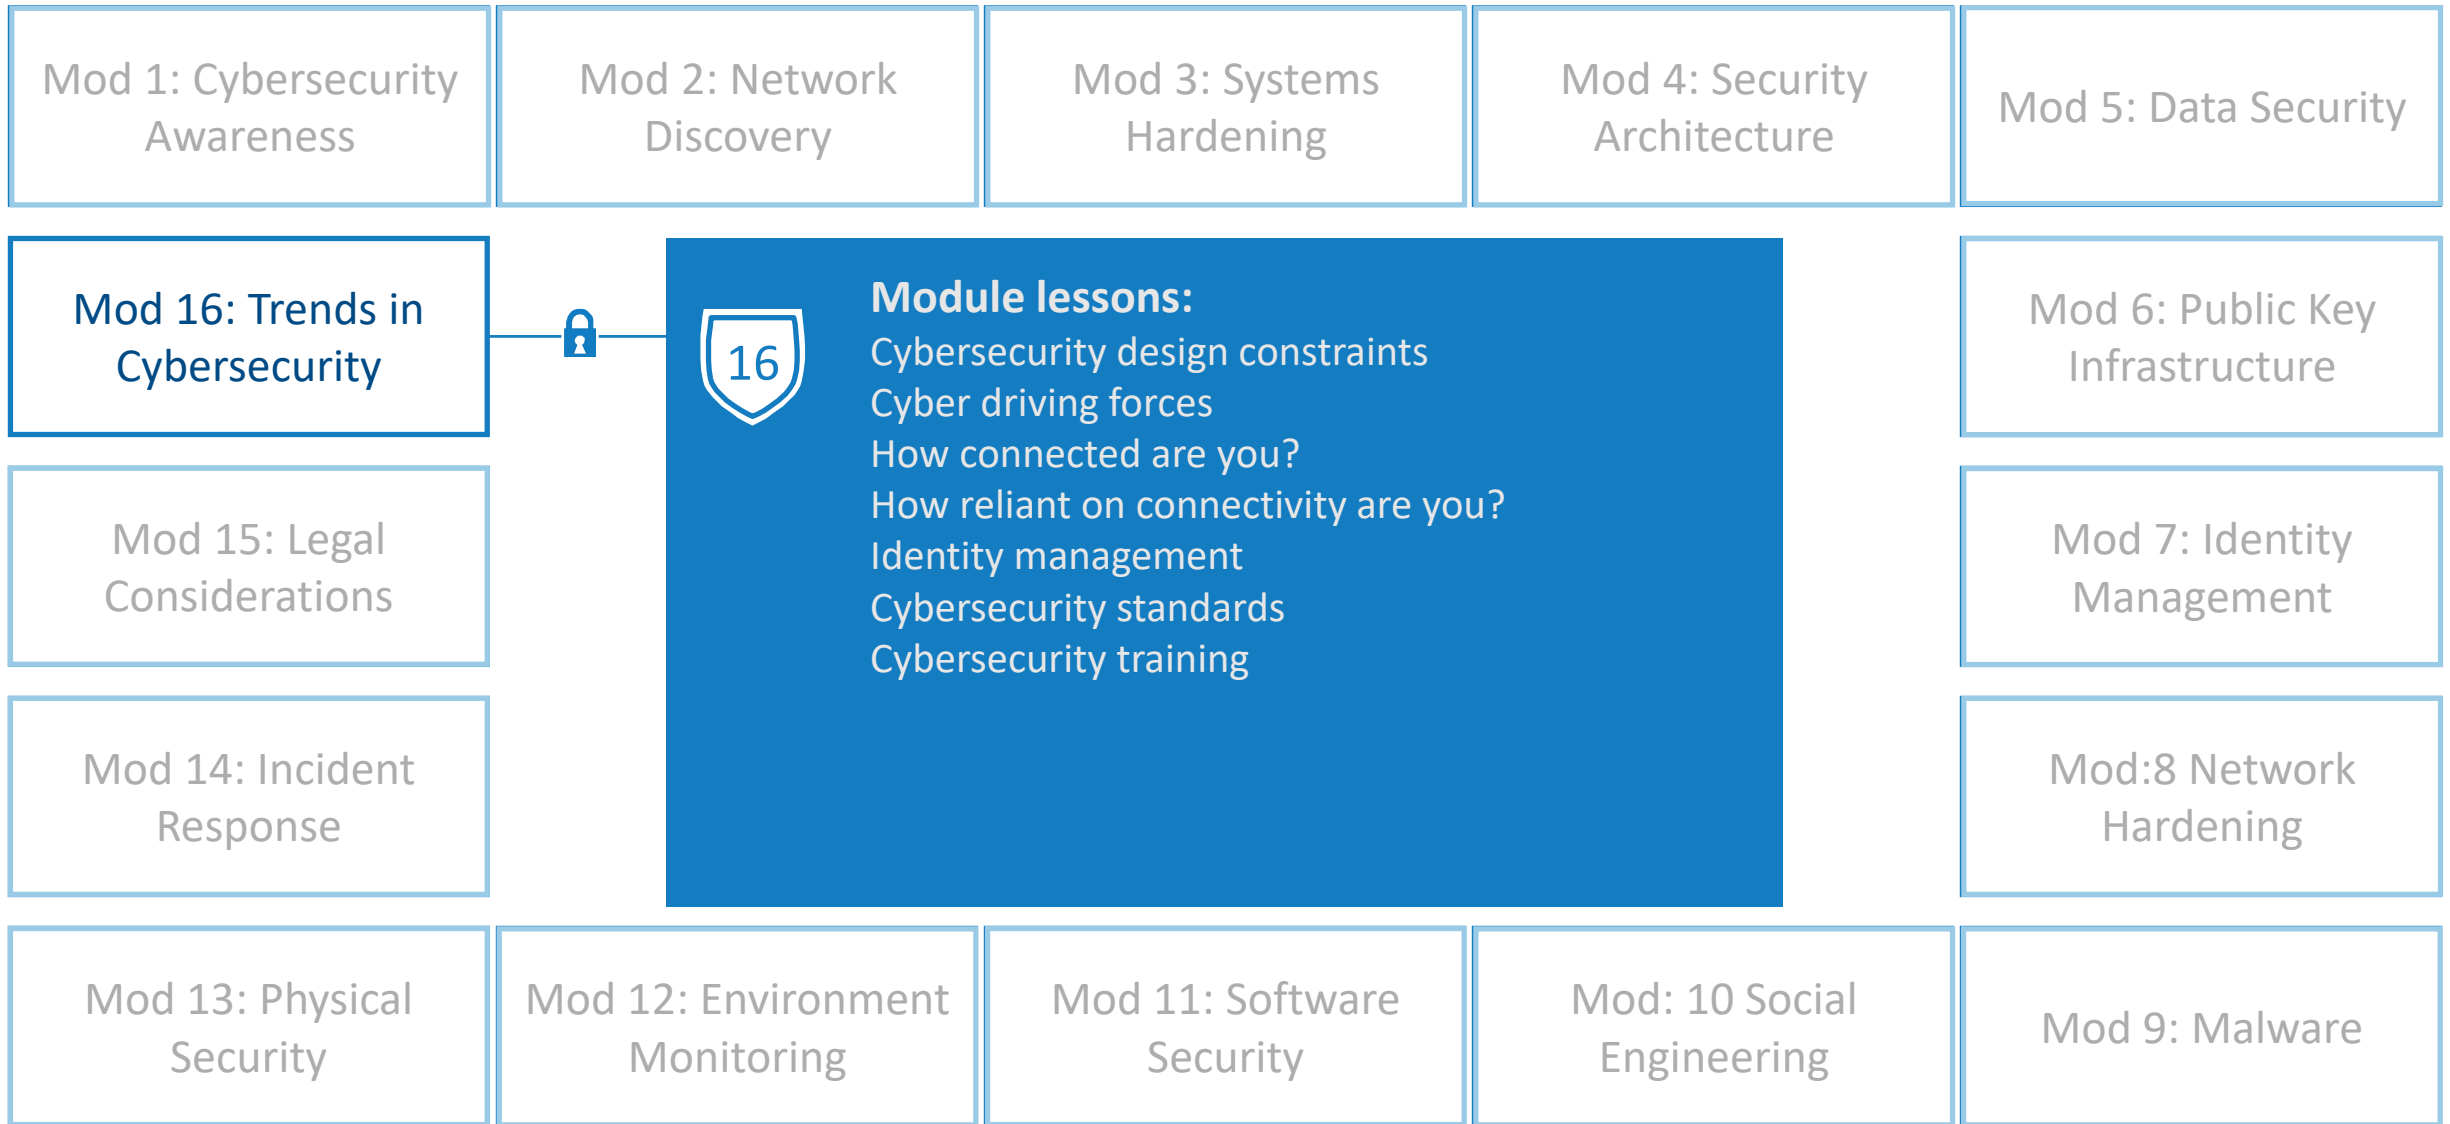 Mod 1: Cybersecurity
Awareness
Mod 2: Network
Discovery
Mod 3: Systems
Hardening
Mod 4: Security
Architecture
Mod 5: Data Security
Mod 16: Trends in
Cybersecurity
16
Module lessons:
Cybersecurity design constraints
Cyber driving forces
How connected are you?
How reliant on connectivity are you?
Identity management
Cybersecurity standards
Cybersecurity training
Mod 6: Public Key
Infrastructure
Mod 15: Legal
Considerations
Mod 7: Identity
Management
Mod 14: Incident
Response
Mod:8 Network
Hardening
Mod 13: Physical
Security
Mod 12: Environment
Monitoring
Mod 11: Software
Security
Mod: 10 Social
Engineering
Mod 9: Malware